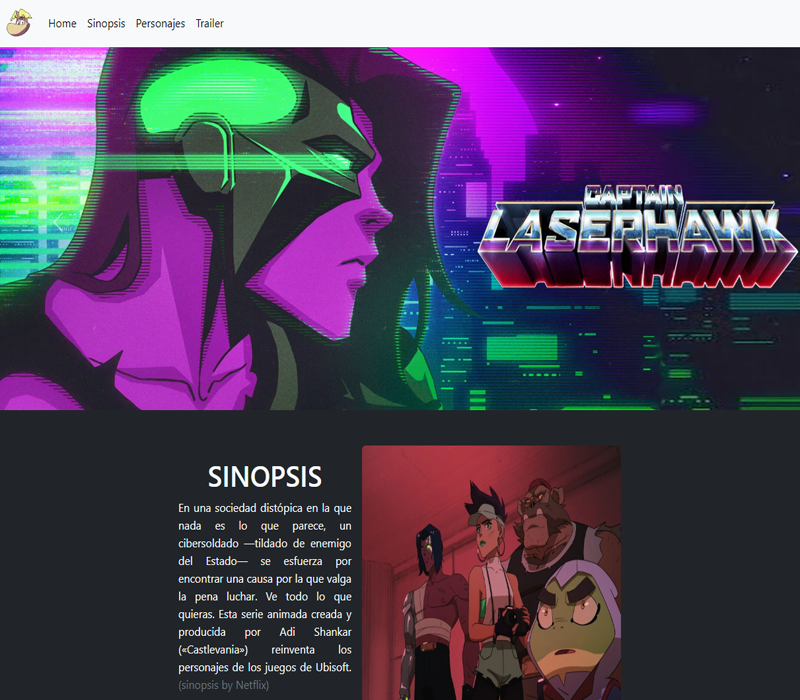 Home Sinopsis Personajes Trailer
CAPTAIN
LASERHAWK
SINOPSIS
En una sociedad distópica en la que
nada es lo que parece, un
cibersoldado —tildado de enemigo
del Estado— se esfuerza por
encontrar una causa por la que valga
la pena luchar. Ve todo lo que
quieras. Esta serie animada creada y
producida por Adi Shankar
(«Castlevania») reinventa los
personajes de los juegos de Ubisoft.
(sinopsis by Netflix)